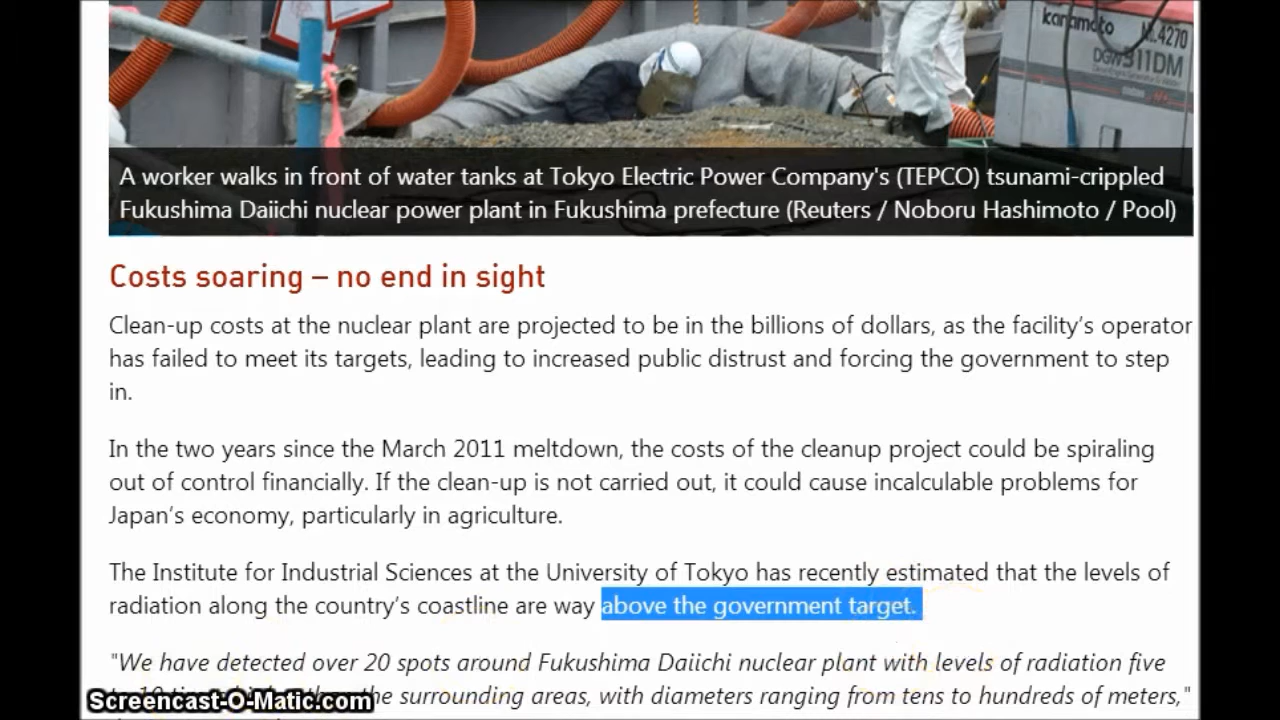 kanamoto
No.4270
DGW311DM
A worker walks in front of water tanks at Tokyo Electric Power Company's (TEPCO) tsunami-crippled
Fukushima Daiichi nuclear power plant in Fukushima prefecture (Reuters / Noboru Hashimoto / Pool)
Costs soaring – no end in sight
Clean-up costs at the nuclear plant are projected to be in the billions of dollars, as the facility's operator
has failed to meet its targets, leading to increased public distrust and forcing the government to step
in.
In the two years since the March 2011 meltdown, the costs of the cleanup project could be spiraling
out of control financially. If the clean-up is not carried out, it could cause incalculable problems for
Japan's economy, particularly in agriculture.
The Institute for Industrial Sciences at the University of Tokyo has recently estimated that the levels of
radiation along the country's coastline are way above the government target.
"We have detected over 20 spots around Fukushima Daiichi nuclear plant with levels of radiation five
the surrounding areas, with diameters ranging from tens to hundreds of meters,"
Screencast-O-Matic.com